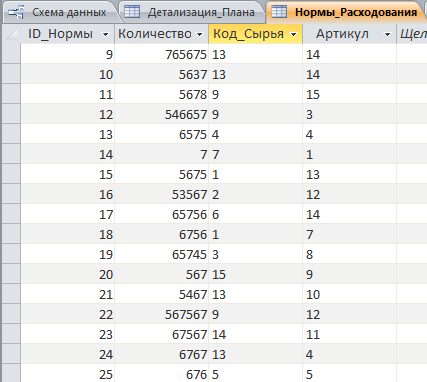 Схема данных Детализация_Плана Нормы_Расходования
ID_Нормы Количество Код_Сырья Артикул Щел
9 765675 13 14
10 5637 13 14
11 5678 9 15
12 546657 9 3
13 6575 4 4
14 7 7 1
15 5675 1 13
16 53567 2 12
17 65756 6 14
18 6756 1 7
19 65745 3 8
20 567 15 9
21 5467 13 10
22 567567 9 12
23 67567 14 11
24 6767 13 4
25 676 5 5